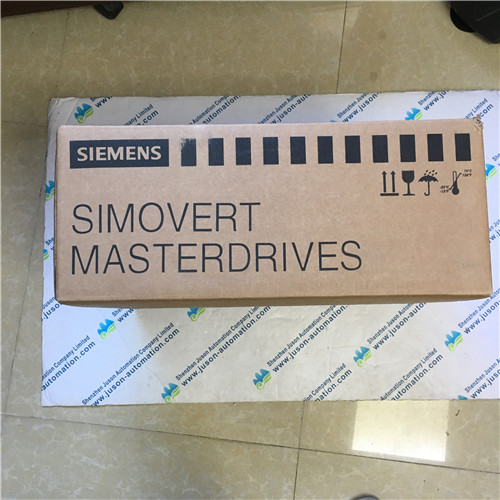 SIEMENS
SIMOVERT
MASTERDRIVES
Shenzhen Juson Automation Company Limited
www.juson-automation.com